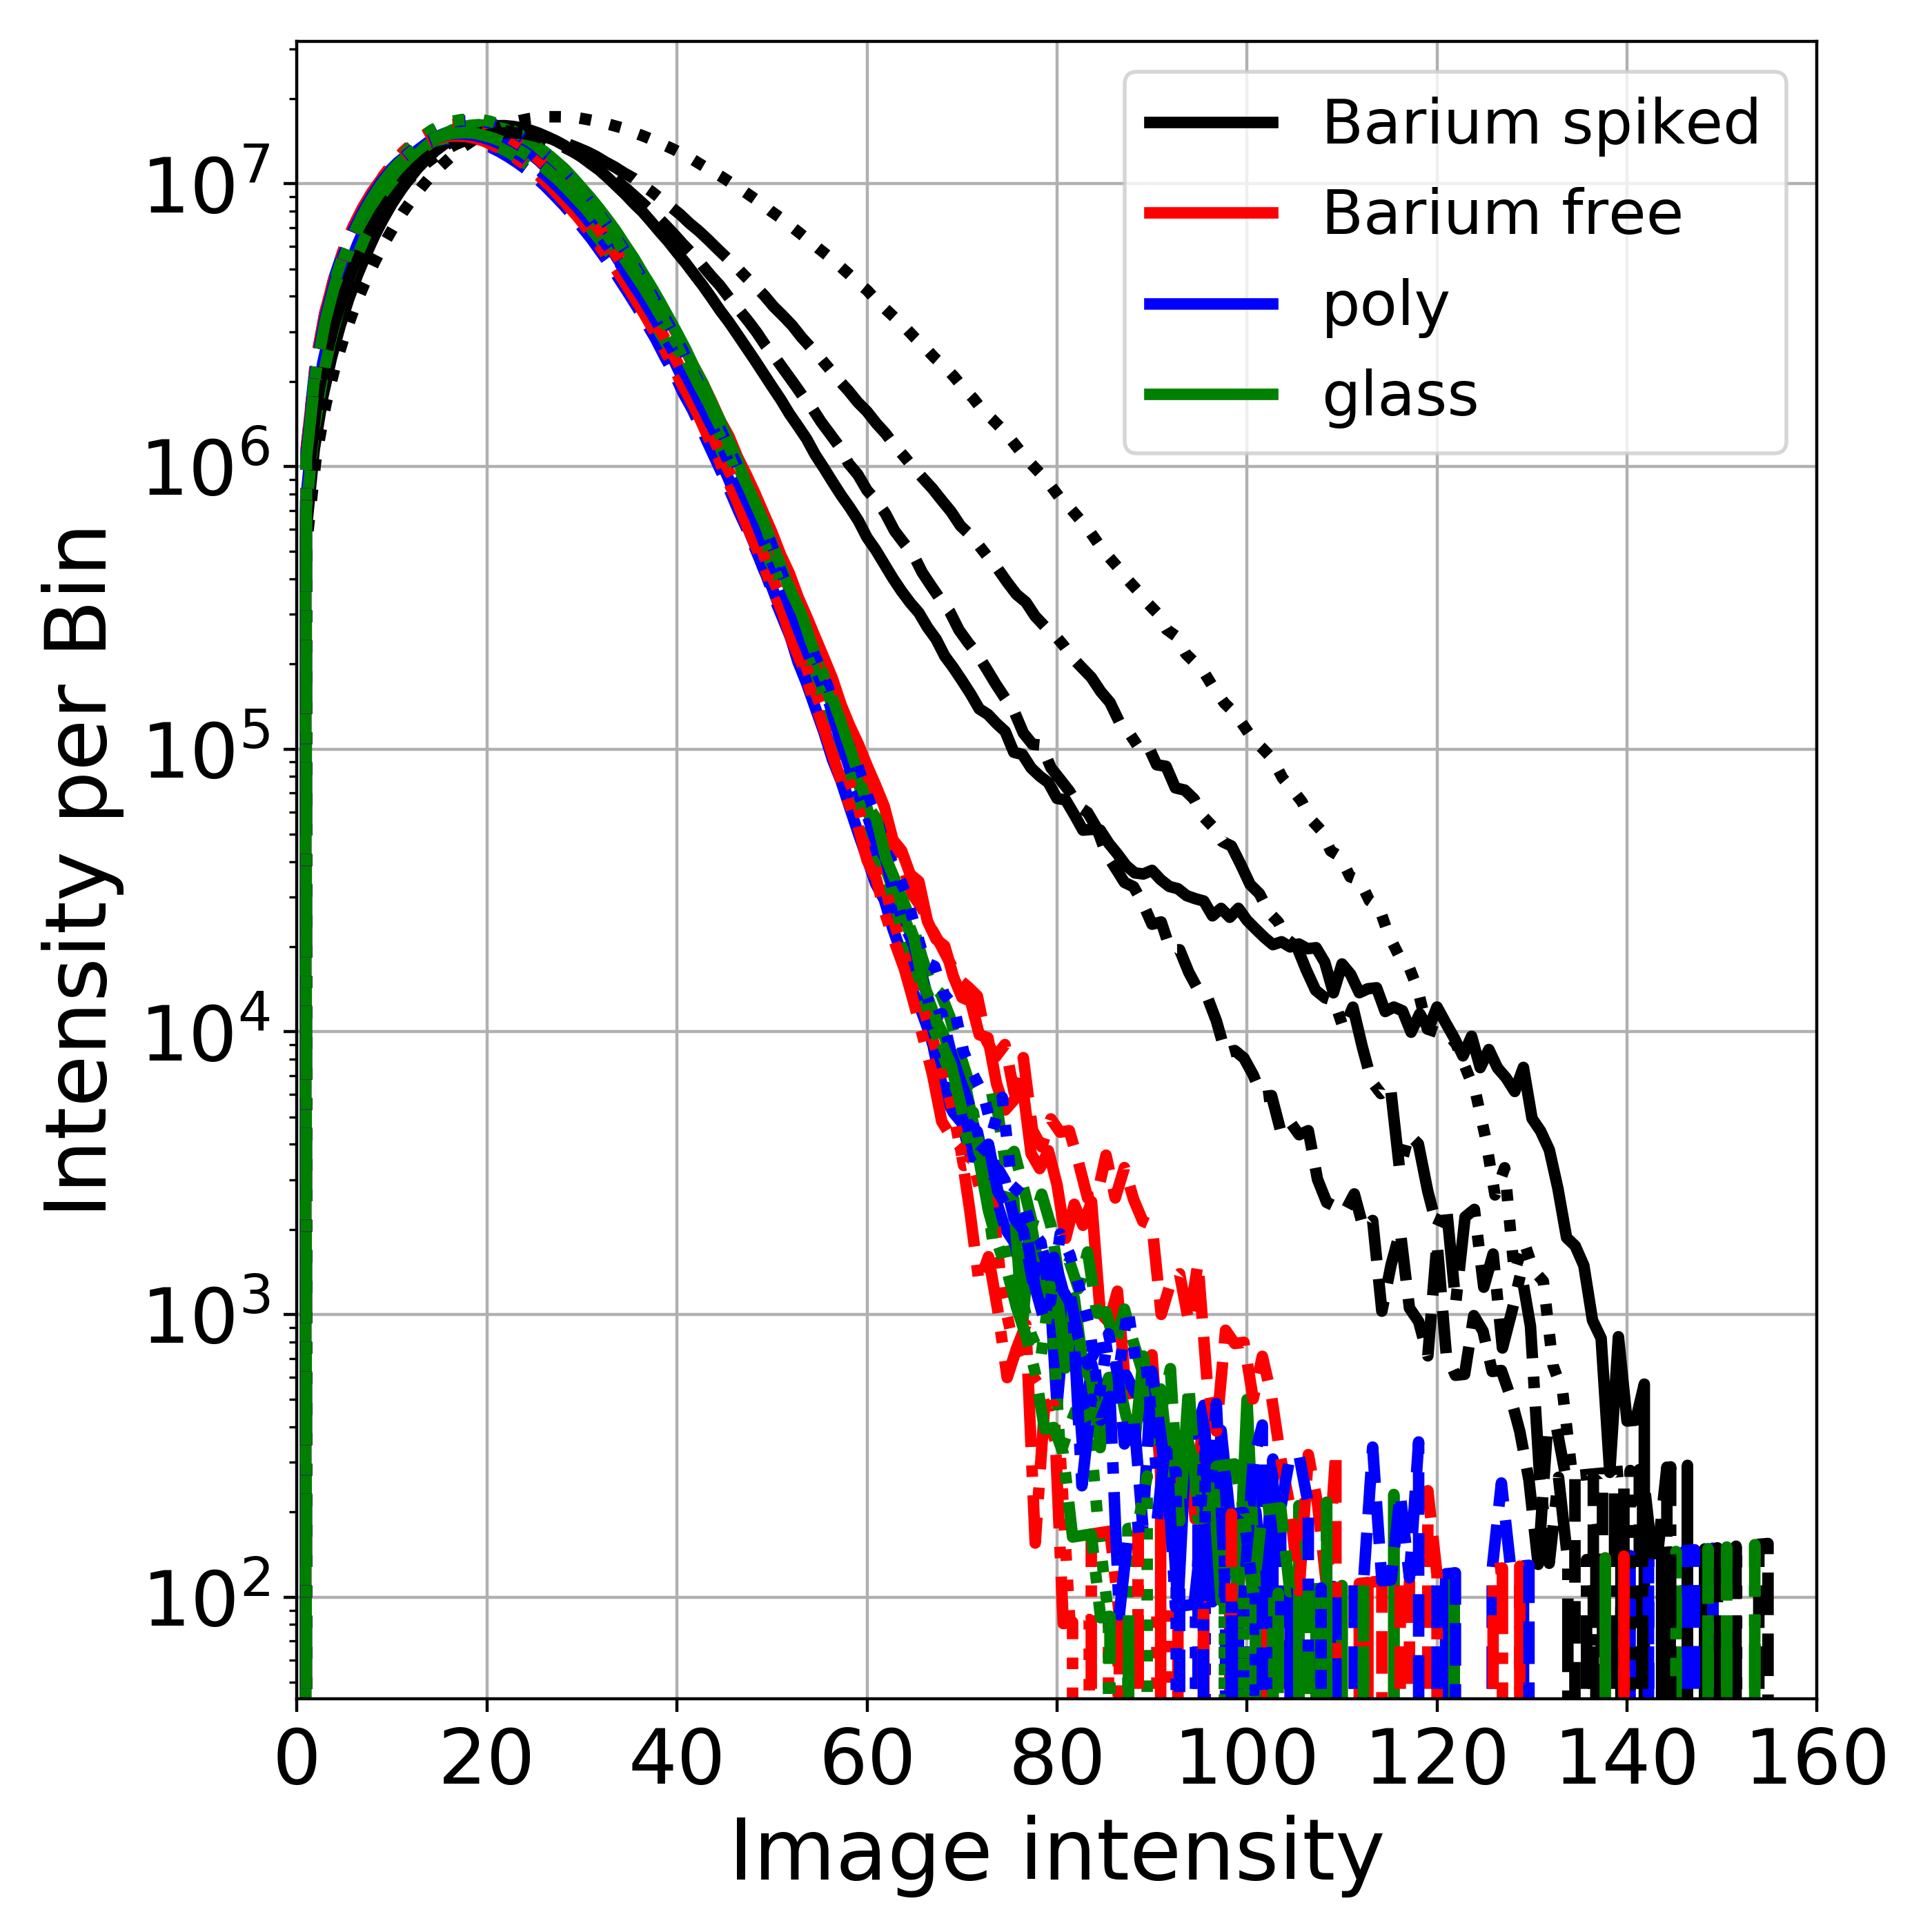 Barium spiked
Barium free
poly
glass
Intensity per Bin
10^7
10^6
10^5
10^4
10^3
10^2
0 20 40 60 80 100 120 140 160
Image intensity